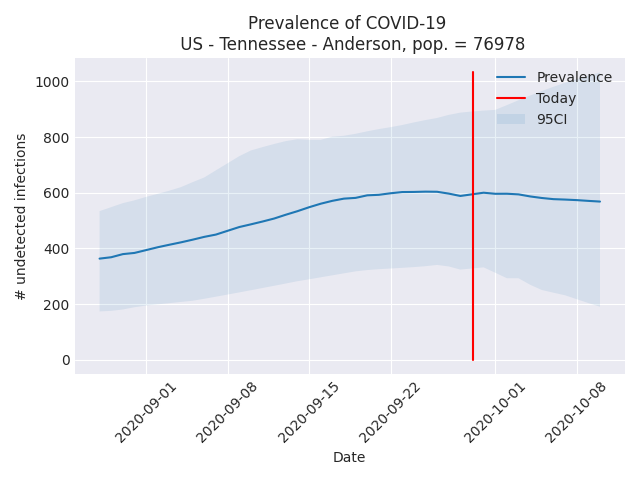 Prevalence of COVID-19
US - Tennessee - Anderson, pop. = 76978
Prevalence
Today
95CI
# undetected infections
1000
800
600
400
200
0
2020-09-01
2020-09-08
2020-09-15
2020-09-22
2020-10-01
2020-10-08
Date